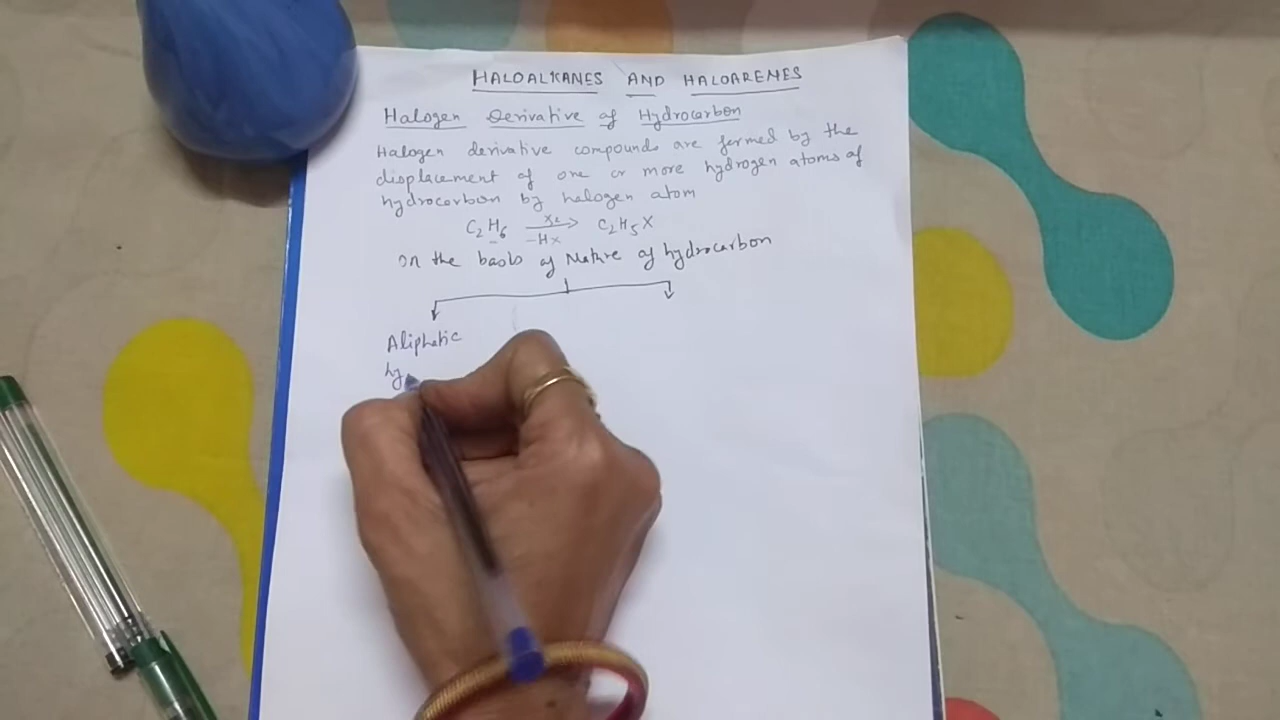 HALOALKANES AND HALOARENES
Halogen Derivative of Hydrocarbon
Halogen derivative compounds are formed by the
displacement of one or more hydrogen atoms of
hydrocarbon by halogen atom
C₂H₆ —X₂/−HX→ C₂H₅X
on the basis of Nature of hydrocarbon
Aliphatic
hy